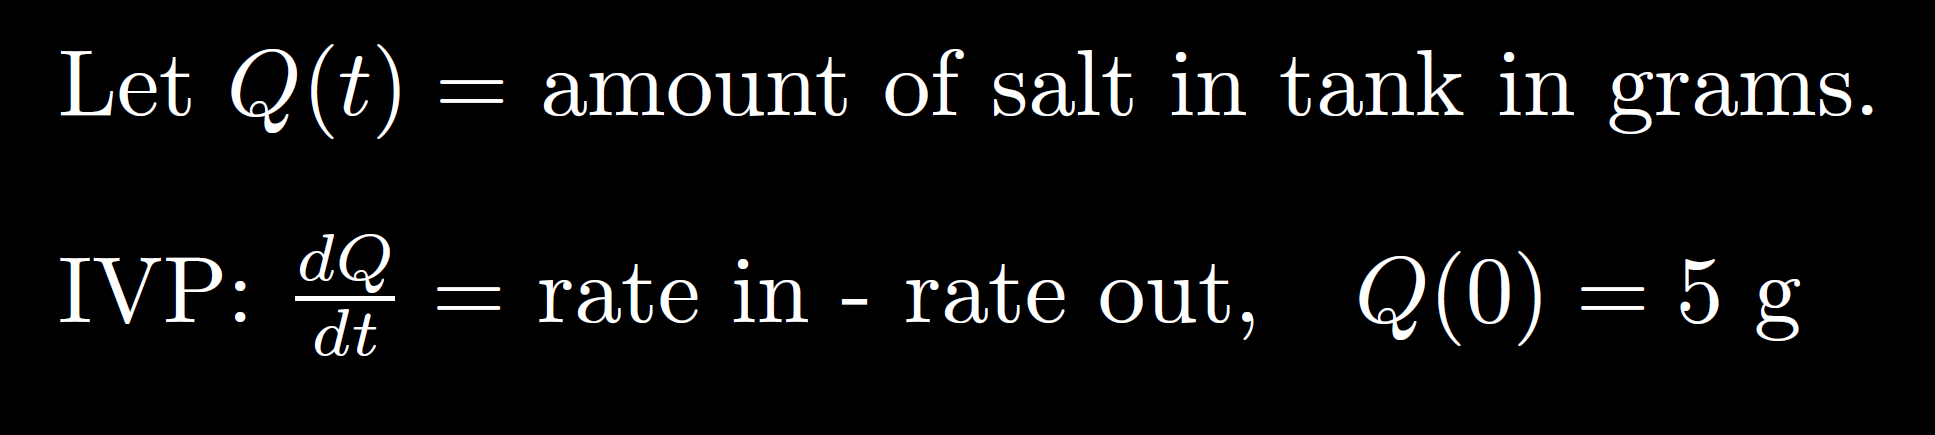 Let Q(t) = amount of salt in tank in grams.
IVP: dQ/dt = rate in - rate out, Q(0) = 5 g